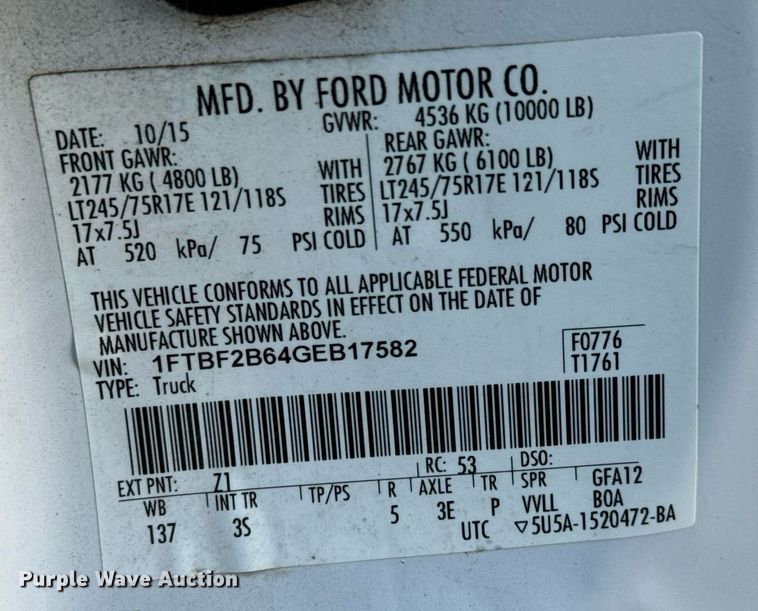 MFD. BY FORD MOTOR CO.
DATE: 10/15 GVWR: 4536 KG (10000 LB)
FRONT GAWR: REAR GAWR:
2177 KG ( 4800 LB) WITH 2767 KG ( 6100 LB) WITH
LT245/75R17E 121/118S TIRES LT245/75R17E 121/118S TIRES
17x7.5J RIMS 17x7.5J RIMS
AT 520 kPa/ 75 PSI COLD AT 550 kPa/ 80 PSI COLD
THIS VEHICLE CONFORMS TO ALL APPLICABLE FEDERAL MOTOR
VEHICLE SAFETY STANDARDS IN EFFECT ON THE DATE OF
MANUFACTURE SHOWN ABOVE.
VIN: 1FTBF2B64GEB17582 F0776
TYPE: Truck T1761
EXT PNT: Z1 RC: 53 DSO:
WB INT TR TP/PS R AXLE TR SPR GFA12
137 3S 5 3E P VVLL BOA
UTC ▽5U5A-1520472-BA
Purple Wave Auction